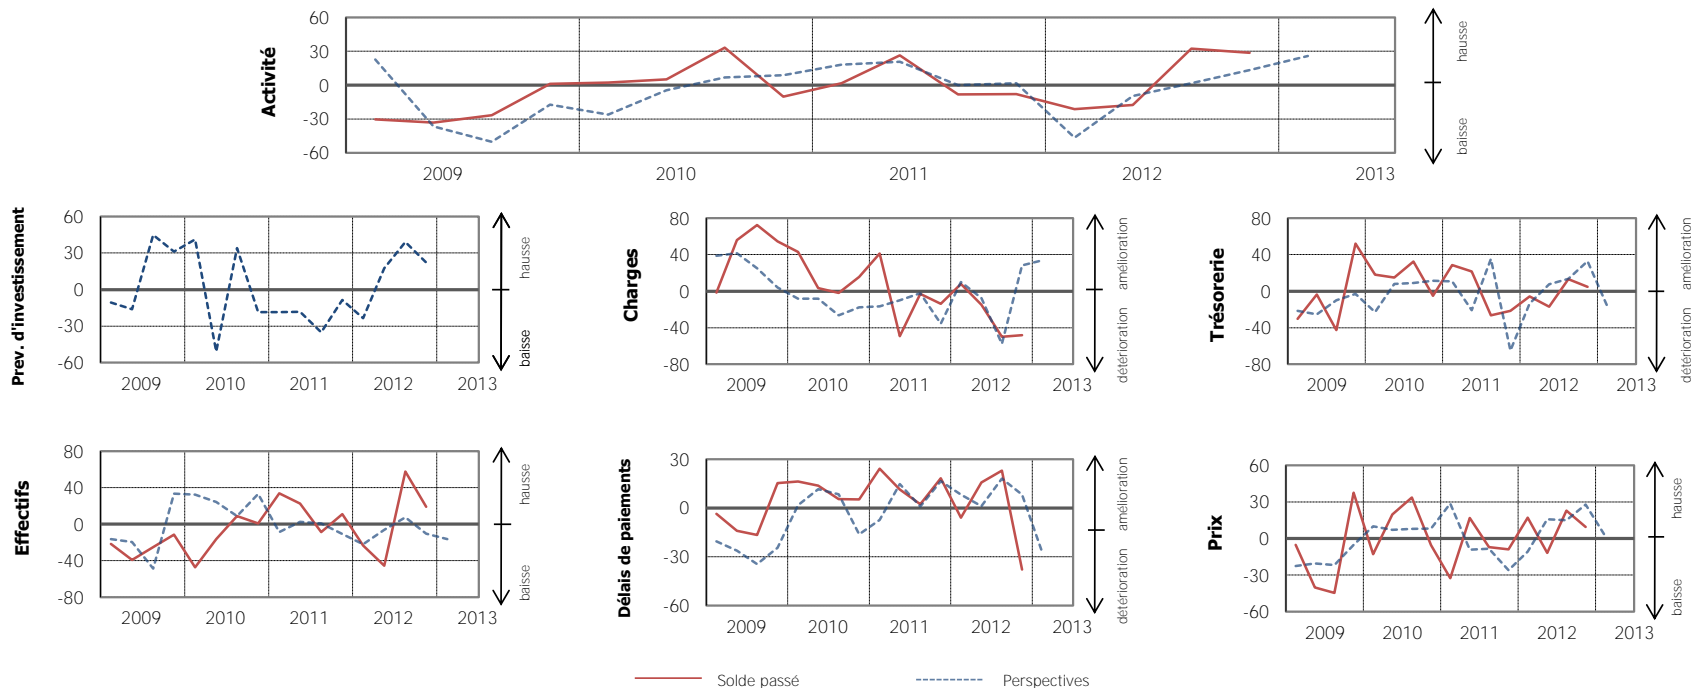 Activité
60
30
0
-30
-60
2009 2010 2011 2012 2013
hausse
baisse
Prev. d'investissement
60
30
0
-30
-60
2009 2010 2011 2012 2013
hausse
baisse
Charges
80
40
0
-40
-80
2009 2010 2011 2012 2013
amélioration
détérioration
Trésorerie
80
40
0
-40
-80
2009 2010 2011 2012 2013
amélioration
détérioration
Effectifs
80
40
0
-40
-80
2009 2010 2011 2012 2013
hausse
baisse
Délais de paiements
30
0
-30
-60
2009 2010 2011 2012 2013
amélioration
détérioration
Prix
60
30
0
-30
-60
2009 2010 2011 2012 2013
hausse
baisse
Solde passé Perspectives